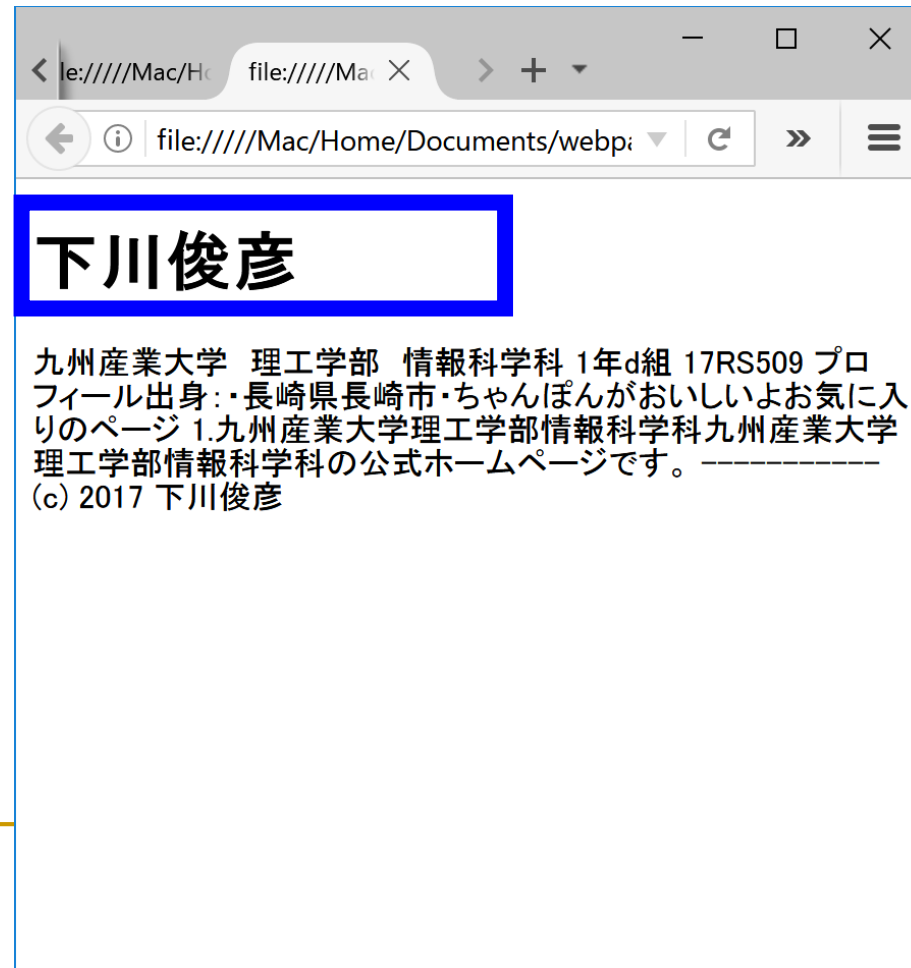 le://///Mac/Ho
file://///Mac
file://///Mac/Home/Documents/webpa
下川俊彦
九州産業大学　理工学部　情報科学科 1年d組 17RS509 プロ
フィール出身：・長崎県長崎市・ちゃんぽんがおいしいよお気に入
りのページ 1.九州産業大学理工学部情報科学科九州産業大学
理工学部情報科学科の公式ホームページです。 -----------
(c) 2017 下川俊彦